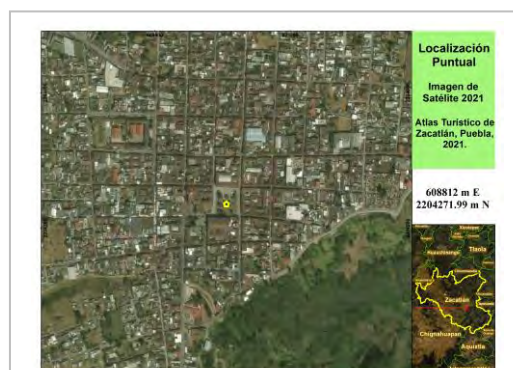 Localización
Puntual
Imagen de
Satélite 2021
Atlas Turístico de
Zacatlán, Puebla,
2021.
608812 m E
2204271.99 m N
Tlaola
Zacatlán
Chignahuapan
Aquixtla